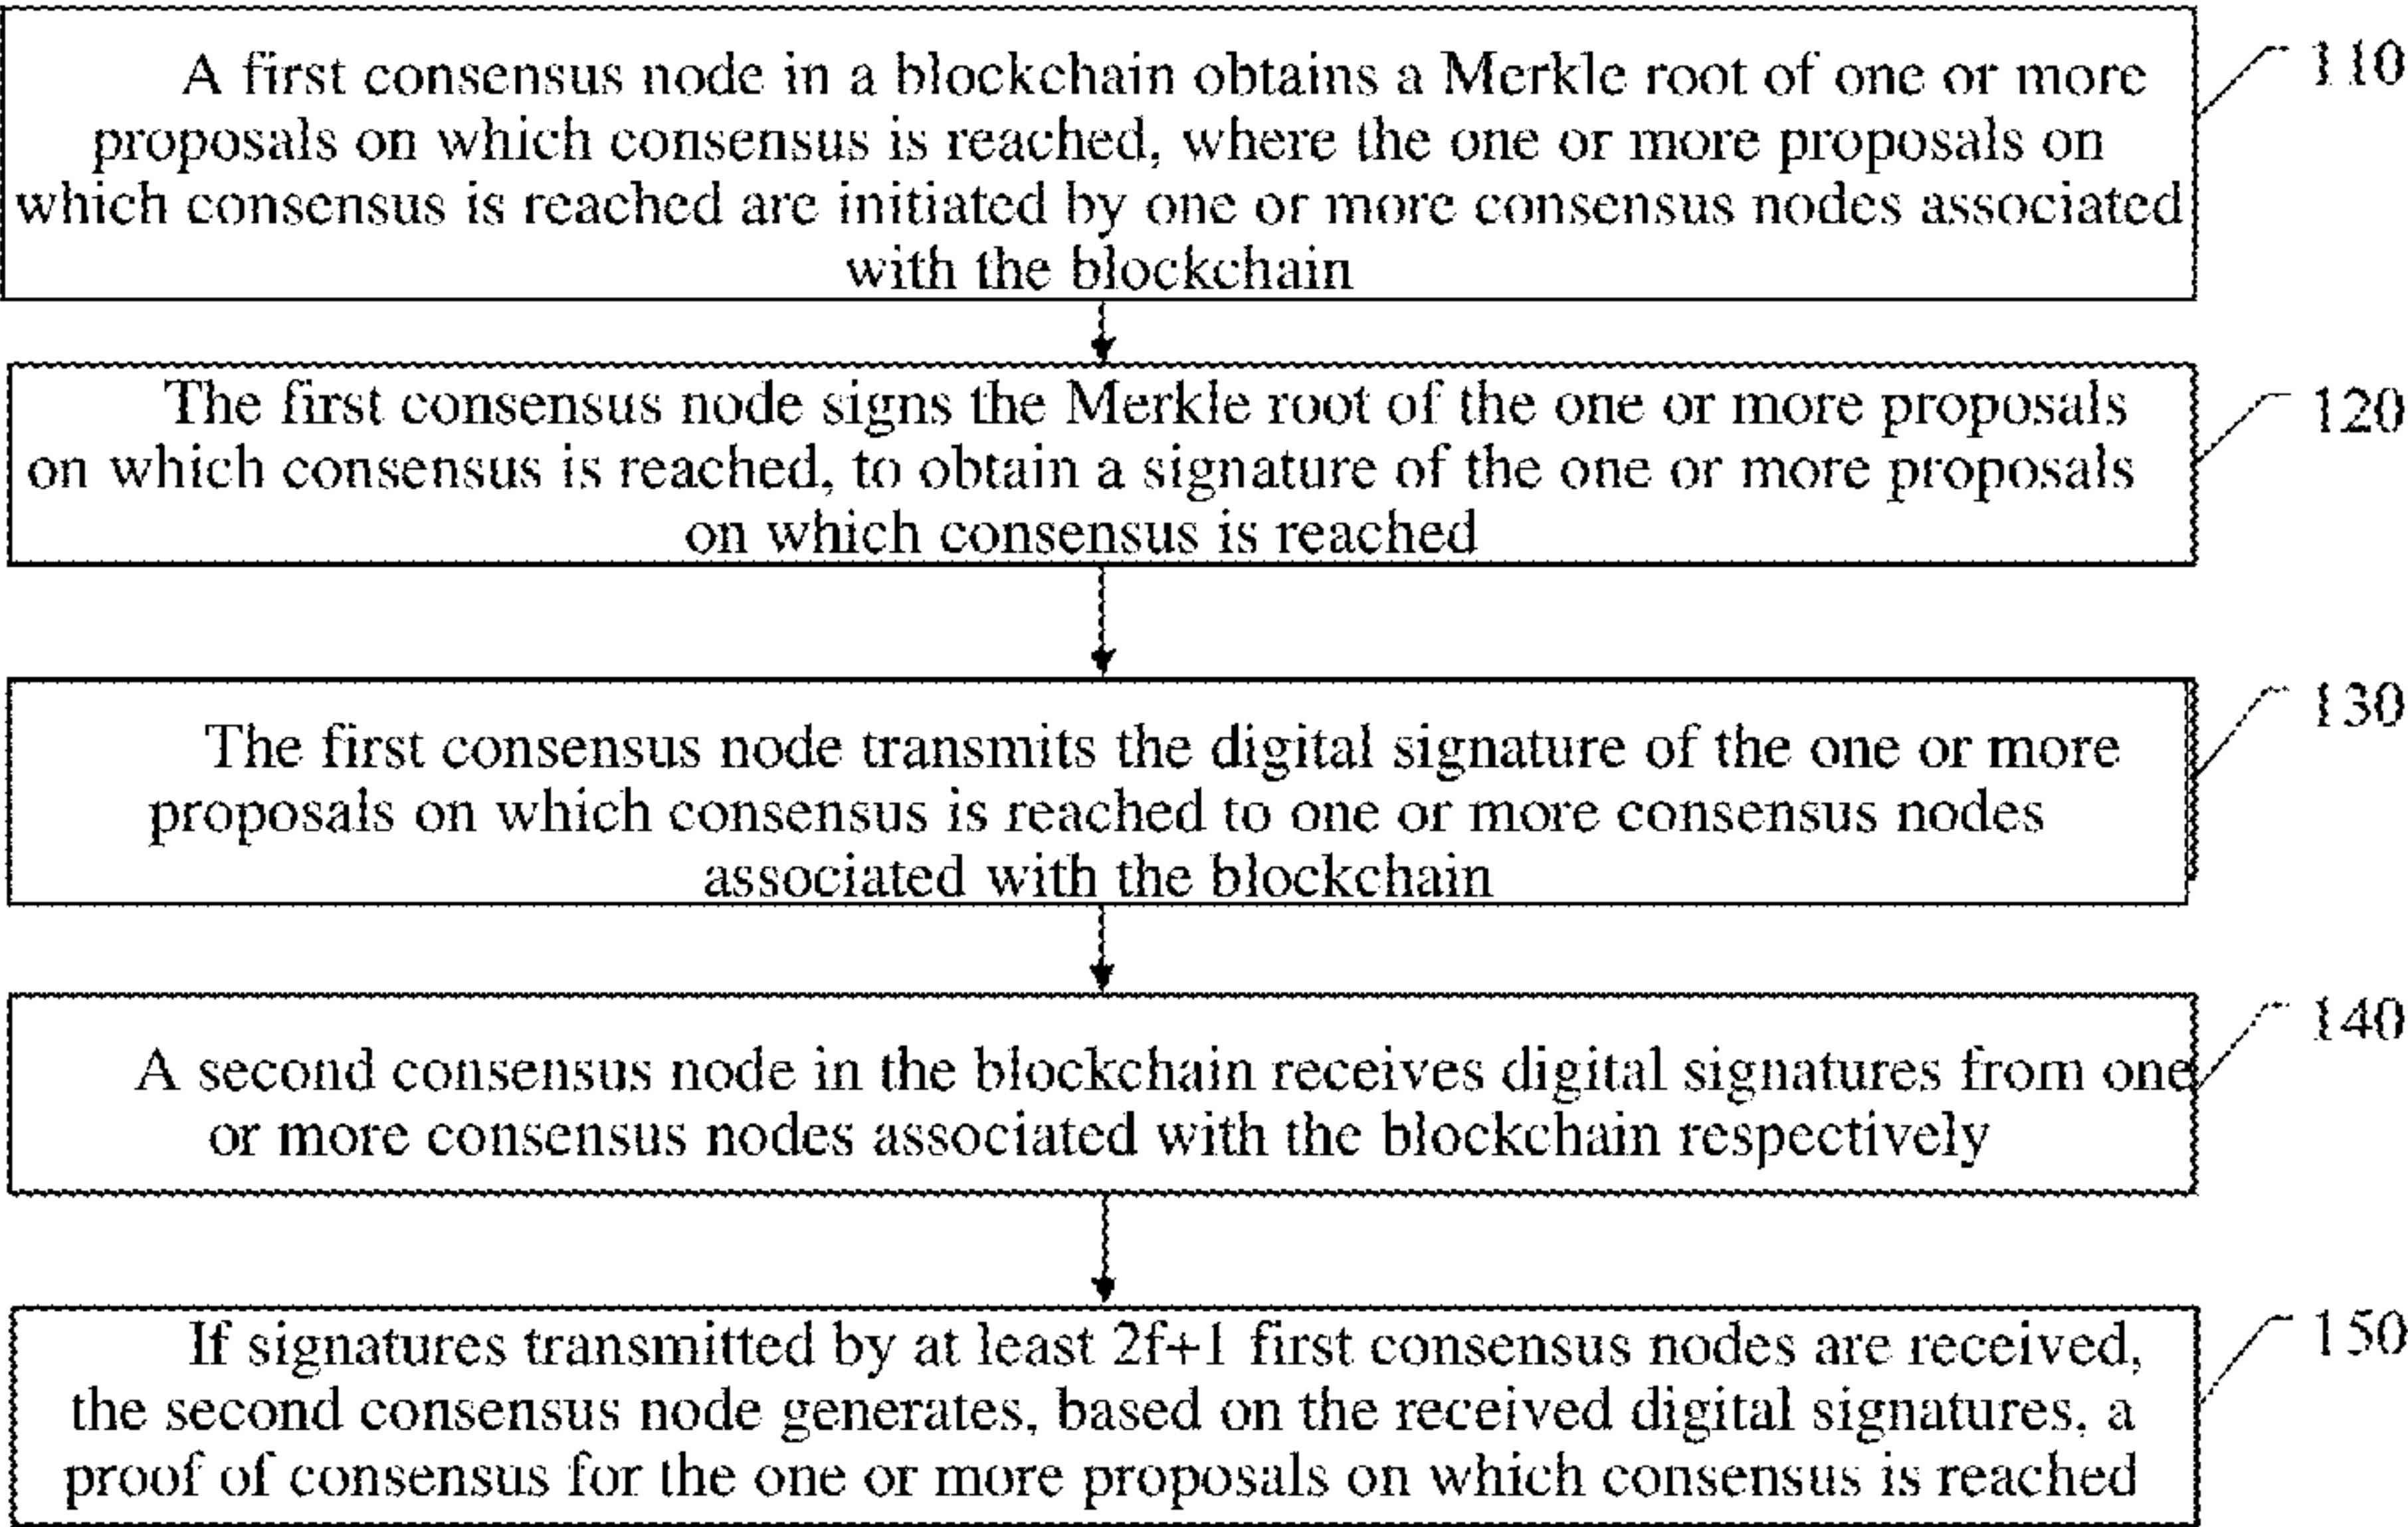 A first consensus node in a blockchain obtains a Merkle root of one or more
proposals on which consensus is reached, where the one or more proposals on
which consensus is reached are initiated by one or more consensus nodes associated
with the blockchain
110
The first consensus node signs the Merkle root of the one or more proposals
on which consensus is reached, to obtain a signature of the one or more proposals
on which consensus is reached
120
The first consensus node transmits the digital signature of the one or more
proposals on which consensus is reached to one or more consensus nodes
associated with the blockchain
130
A second consensus node in the blockchain receives digital signatures from one
or more consensus nodes associated with the blockchain respectively
140
If signatures transmitted by at least 2f+1 first consensus nodes are received,
the second consensus node generates, based on the received digital signatures, a
proof of consensus for the one or more proposals on which consensus is reached
150